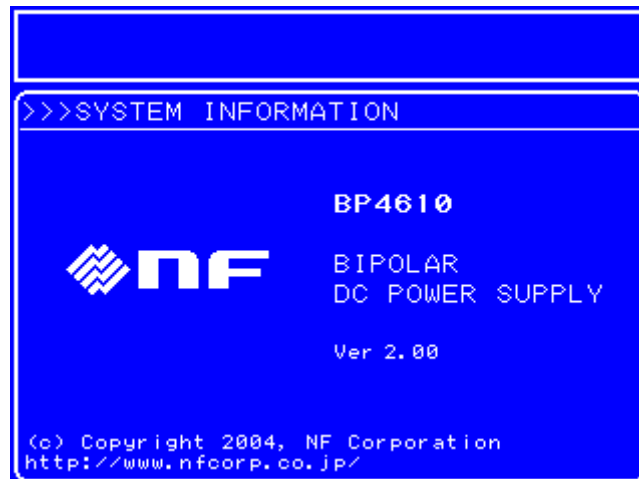 >>>SYSTEM INFORMATION
BP4610
nF
BIPOLAR
DC POWER SUPPLY
Ver 2.00
(c) Copyright 2004, NF Corporation
http://www.nfcorp.co.jp/